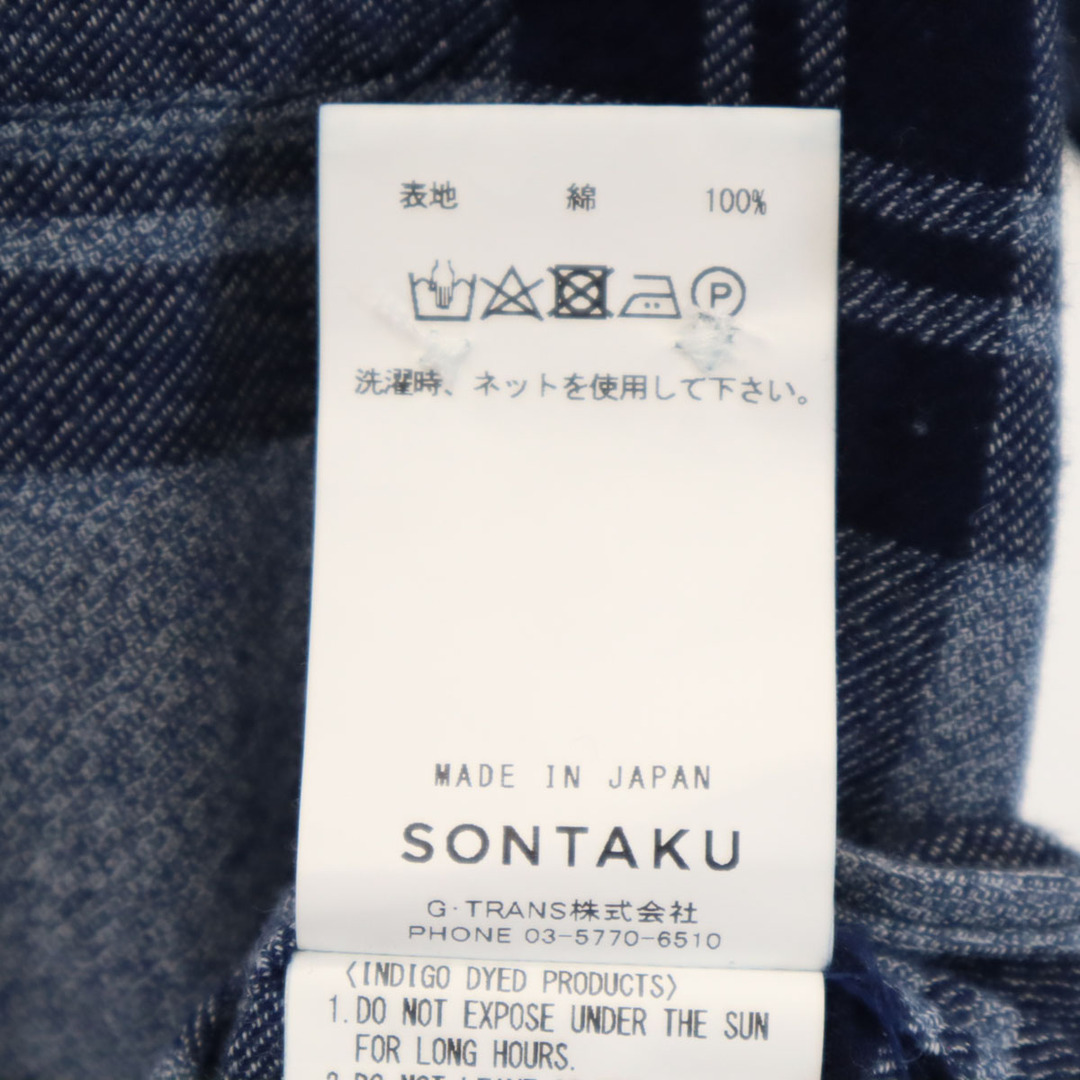 表地 綿 100%
P
洗濯時、ネットを使用して下さい。
MADE IN JAPAN
SONTAKU
G·TRANS株式会社
PHONE 03-5770-6510
〈INDIGO DYED PRODUCTS〉
1.DO NOT EXPOSE UNDER THE SUN
FOR LONG HOURS.